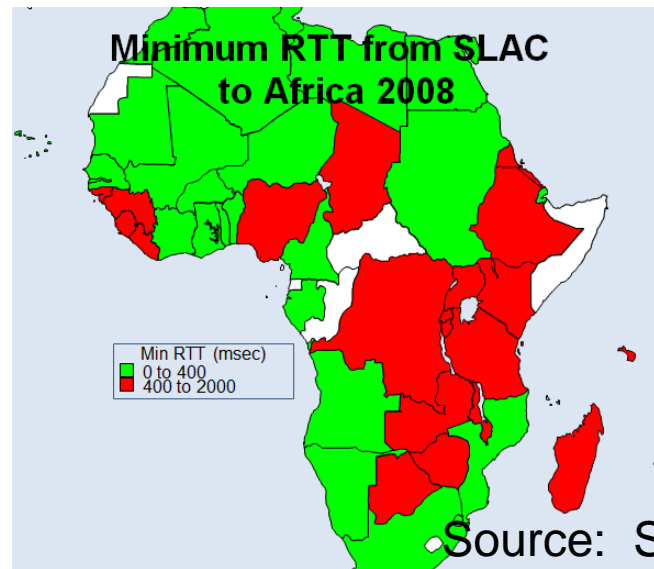 Minimum RTT from SLAC
to Africa 2008
Min RTT (msec)
0 to 400
400 to 2000
Source: S